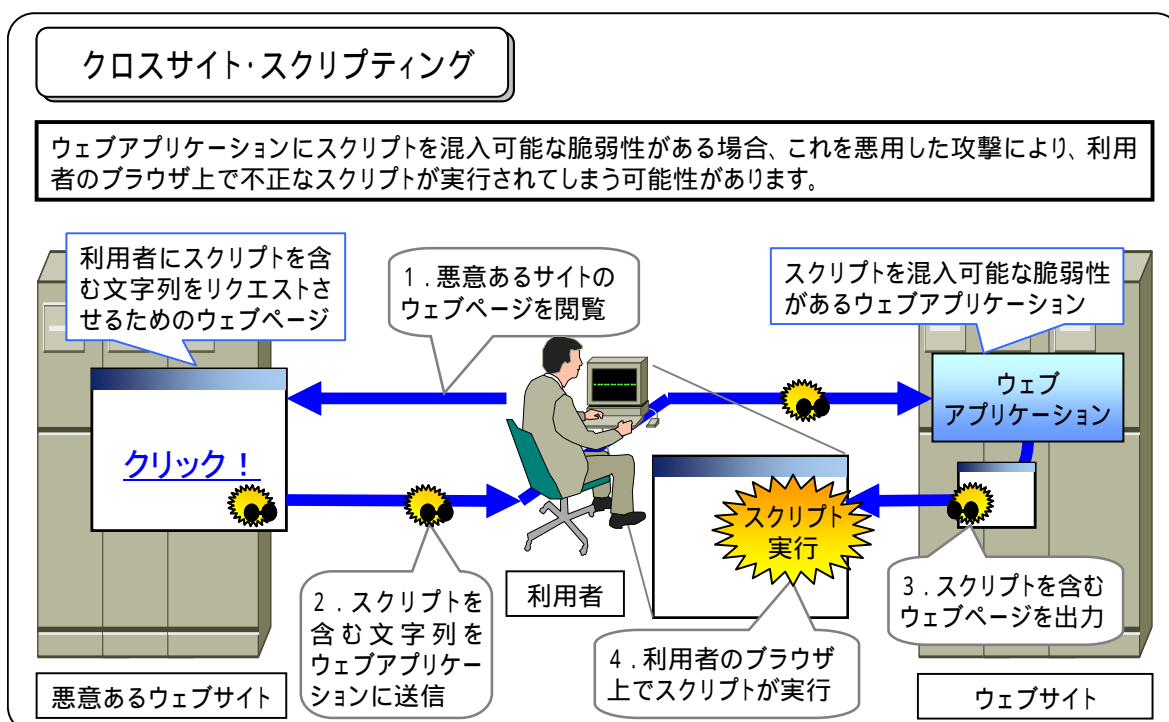 クロスサイト・スクリプティング
ウェブアプリケーションにスクリプトを混入可能な脆弱性がある場合、これを悪用した攻撃により、利用
者のブラウザ上で不正なスクリプトが実行されてしまう可能性があります。
利用者にスクリプトを含
む文字列をリクエストさ
せるためのウェブページ
１．悪意あるサイトの
ウェブページを閲覧
スクリプトを混入可能な脆弱性
があるウェブアプリケーション
ウェブ
アプリケーション
クリック！
スクリプト
実行
２．スクリプトを
含む文字列を
ウェブアプリケー
ションに送信
利用者
３．スクリプトを含む
ウェブページを出力
４．利用者のブラウザ
上でスクリプトが実行
悪意あるウェブサイト
ウェブサイト